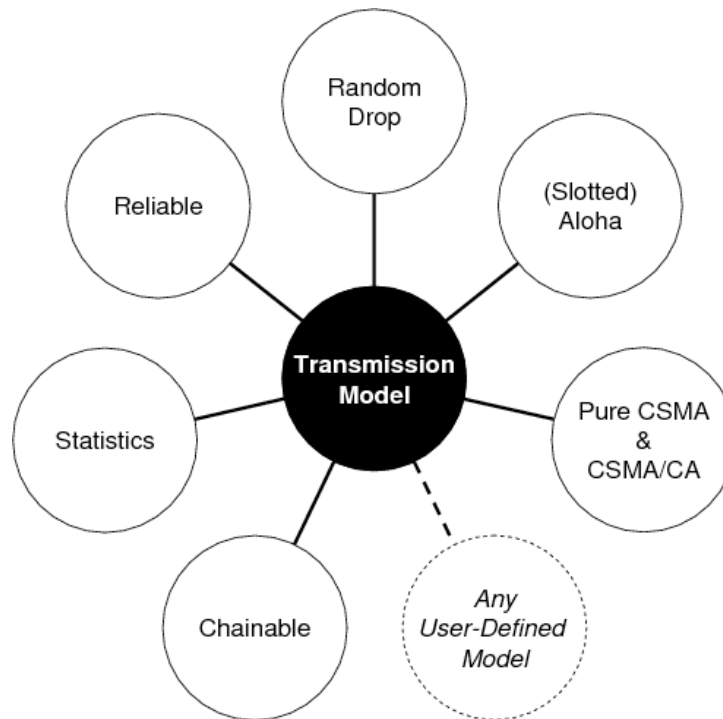 Random
Drop
(Slotted)
Aloha
Reliable
Transmission
Model
Pure CSMA
&
CSMA/CA
Statistics
Chainable
Any
User-Defined
Model